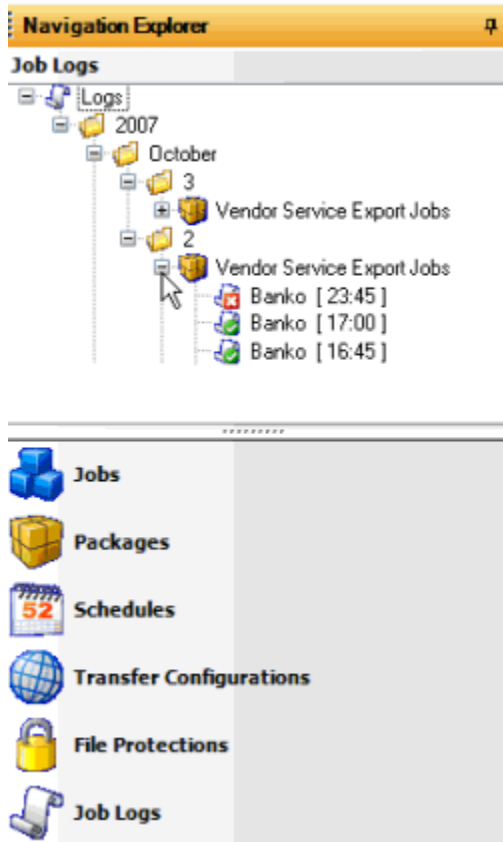 Navigation Explorer
Job Logs
Logs
2007
October
3
Vendor Service Export Jobs
2
Vendor Service Export Jobs
Banko [ 23:45 ]
Banko [ 17:00 ]
Banko [ 16:45 ]
Jobs
Packages
52
Schedules
Transfer Configurations
File Protections
Job Logs